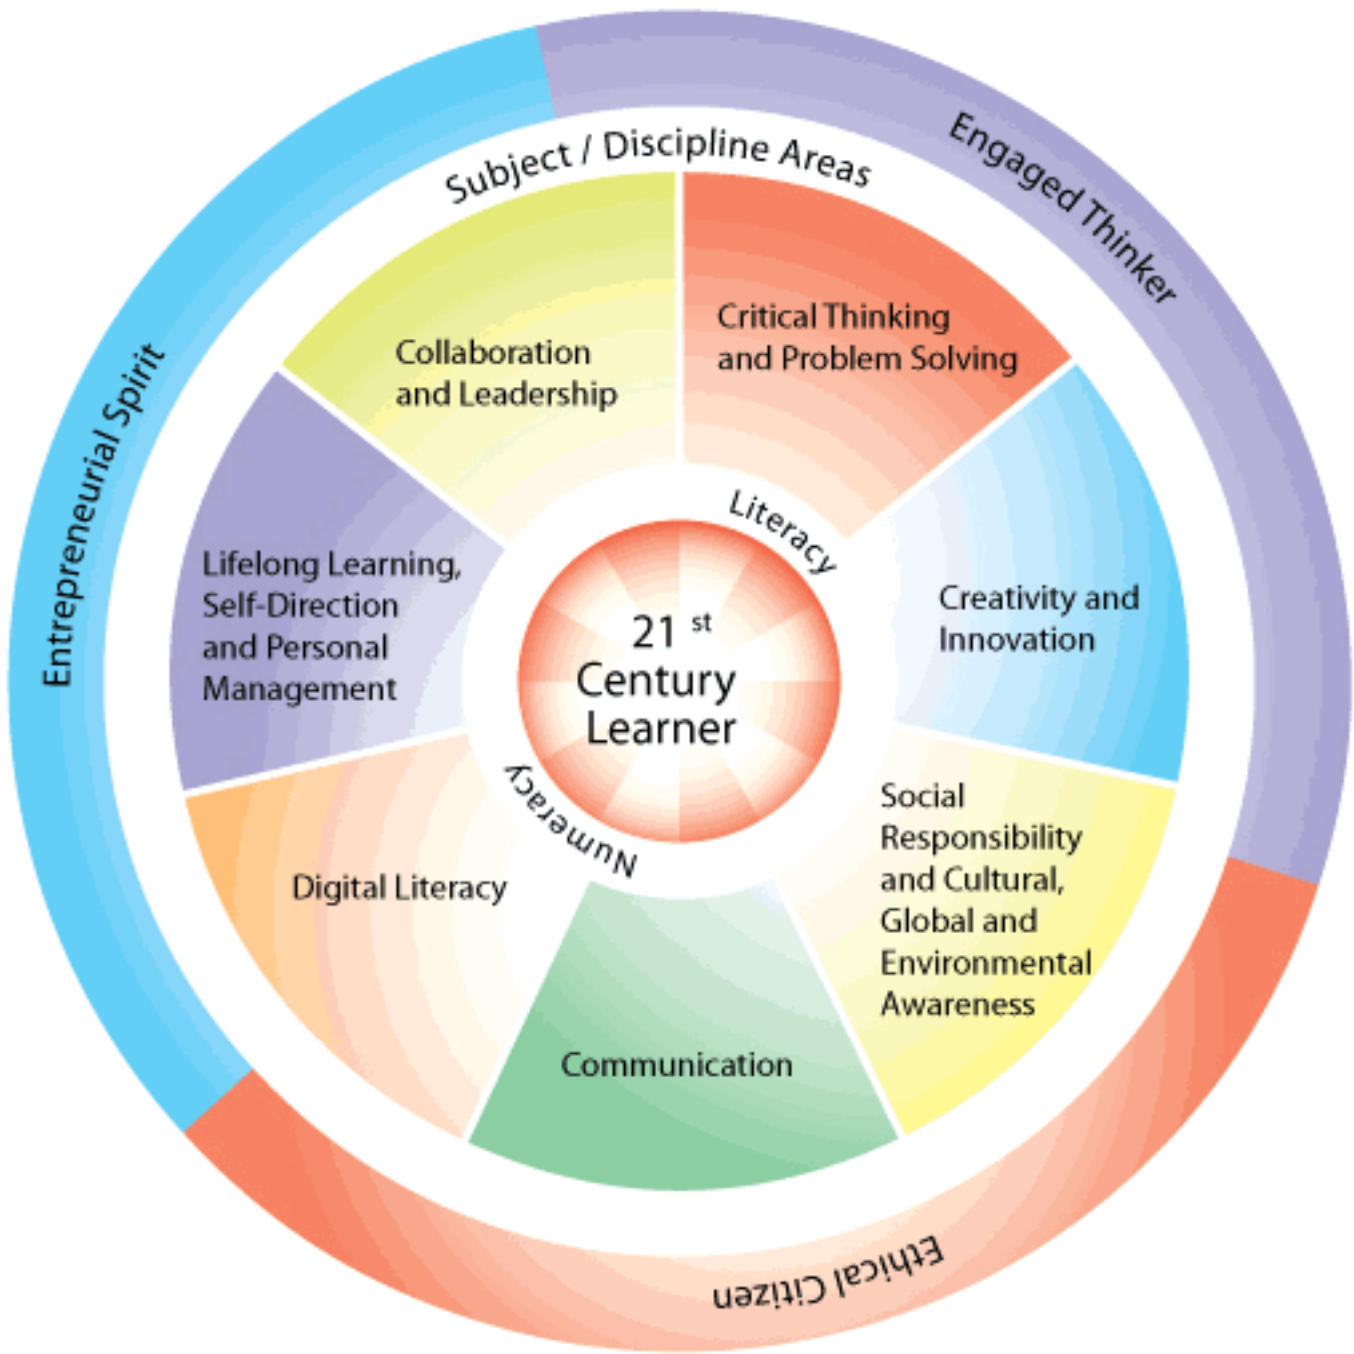 Engaged Thinker
Subject / Discipline Areas
Entrepreneurial Spirit
Collaboration
and Leadership
Critical Thinking
and Problem Solving
Literacy
Lifelong Learning,
Self-Direction
and Personal
Management
21 st
Century
Learner
Creativity and
Innovation
Numeracy
Digital Literacy
Social
Responsibility
and Cultural,
Global and
Environmental
Awareness
Communication
Ethical Citizen